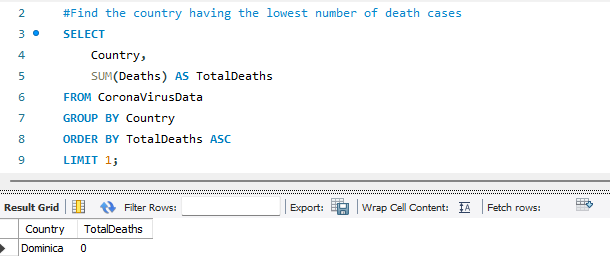 2 #Find the country having the lowest number of death cases
3 SELECT
4 Country,
5 SUM(Deaths) AS TotalDeaths
6 FROM CoronaVirusData
7 GROUP BY Country
8 ORDER BY TotalDeaths ASC
9 LIMIT 1;
Result Grid Filter Rows: Export: Wrap Cell Content: IA Fetch rows:
Country TotalDeaths
Dominica 0